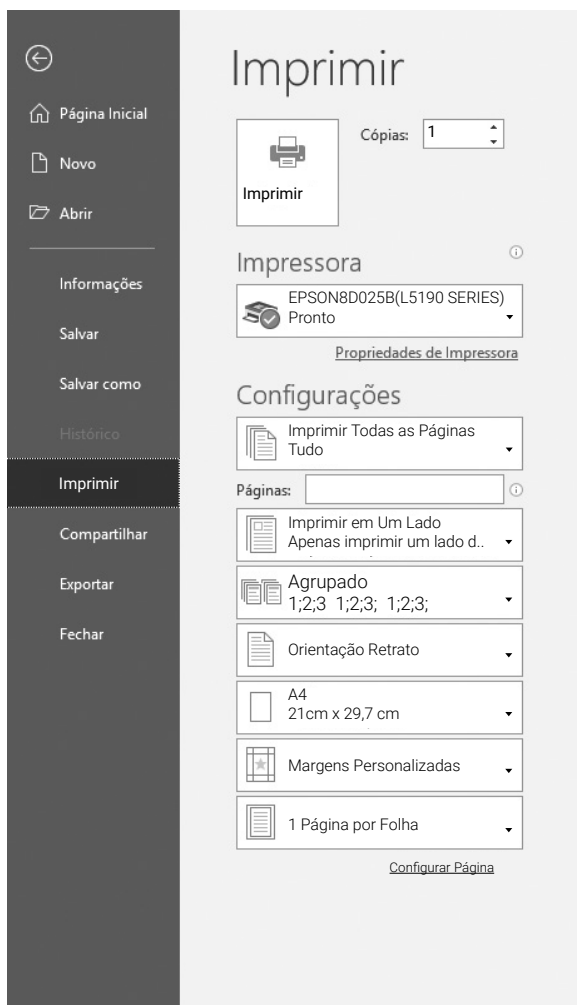 Página Inicial
Novo
Abrir
Informações
Salvar
Salvar como
Histórico
Imprimir
Compartilhar
Exportar
Fechar
Imprimir
Imprimir
Cópias: 1
Impressora
EPSON8D025B(L5190 SERIES)
Pronto
Propriedades de Impressora
Configurações
Imprimir Todas as Páginas
Tudo
Páginas:
Imprimir em Um Lado
Apenas imprimir um lado d..
Agrupado
1;2;3 1;2;3; 1;2;3;
Orientação Retrato
A4
21cm x 29,7 cm
Margens Personalizadas
1 Página por Folha
Configurar Página